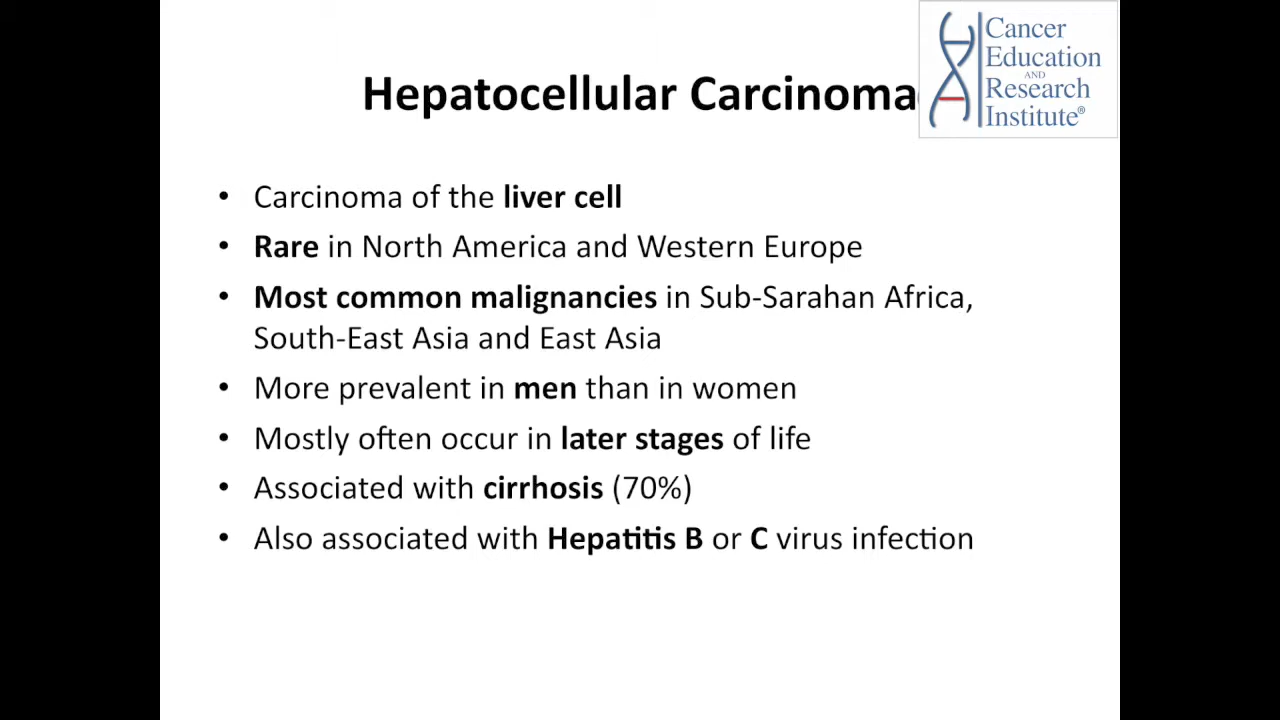 Hepatocellular Carcinoma
Cancer
Education
AND
Research
Institute®
• Carcinoma of the liver cell
• Rare in North America and Western Europe
• Most common malignancies in Sub-Sarahan Africa,
South-East Asia and East Asia
• More prevalent in men than in women
• Mostly often occur in later stages of life
• Associated with cirrhosis (70%)
• Also associated with Hepatitis B or C virus infection